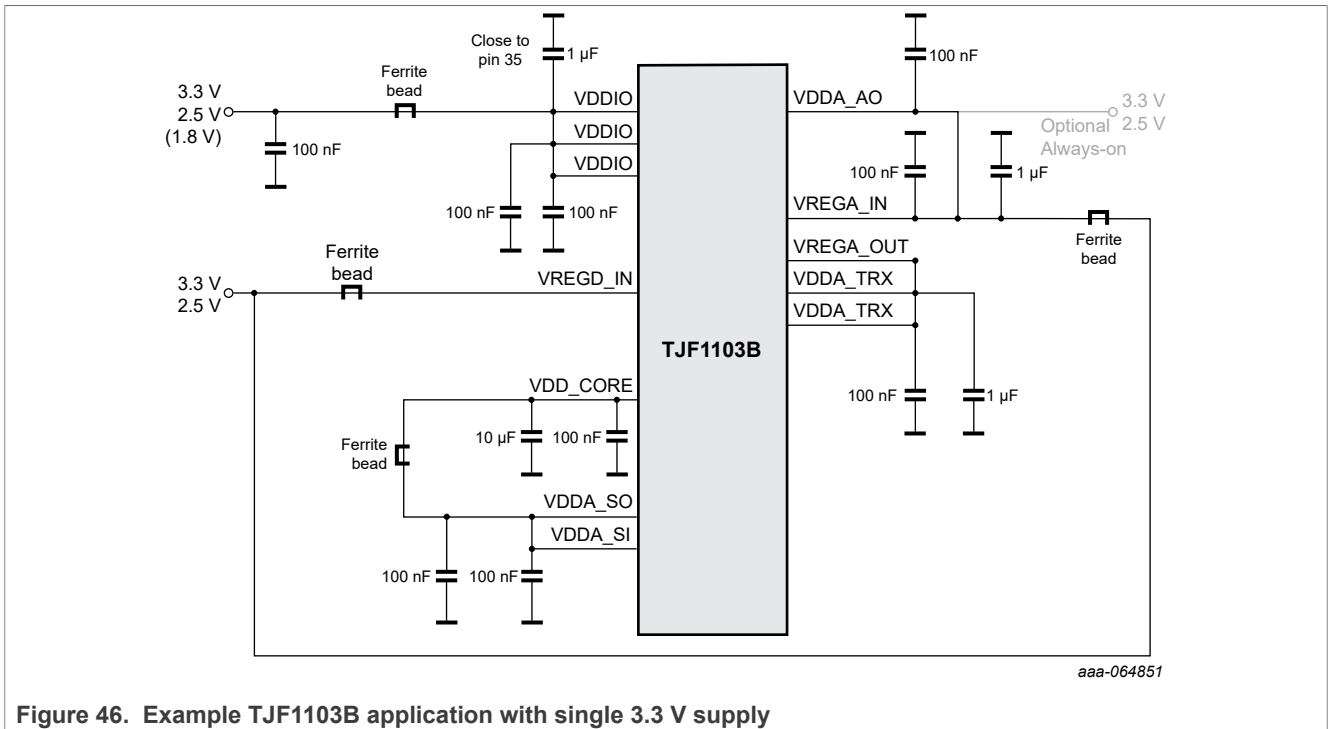 Close to
pin 35
1 µF
100 nF
Ferrite
bead
3.3 V
2.5 V
(1.8 V)
100 nF
VDDIO
VDDIO
VDDIO
VDDA_AO
3.3 V
Optional 2.5 V
Always-on
100 nF
1 µF
100 nF
100 nF
VREGA_IN
Ferrite
bead
VREGA_OUT
Ferrite
bead
3.3 V
2.5 V
VREGD_IN
VDDA_TRX
VDDA_TRX
TJF1103B
VDD_CORE
100 nF
1 µF
10 µF
100 nF
Ferrite
bead
VDDA_SO
VDDA_SI
100 nF
100 nF
aaa-064851
Figure 46. Example TJF1103B application with single 3.3 V supply